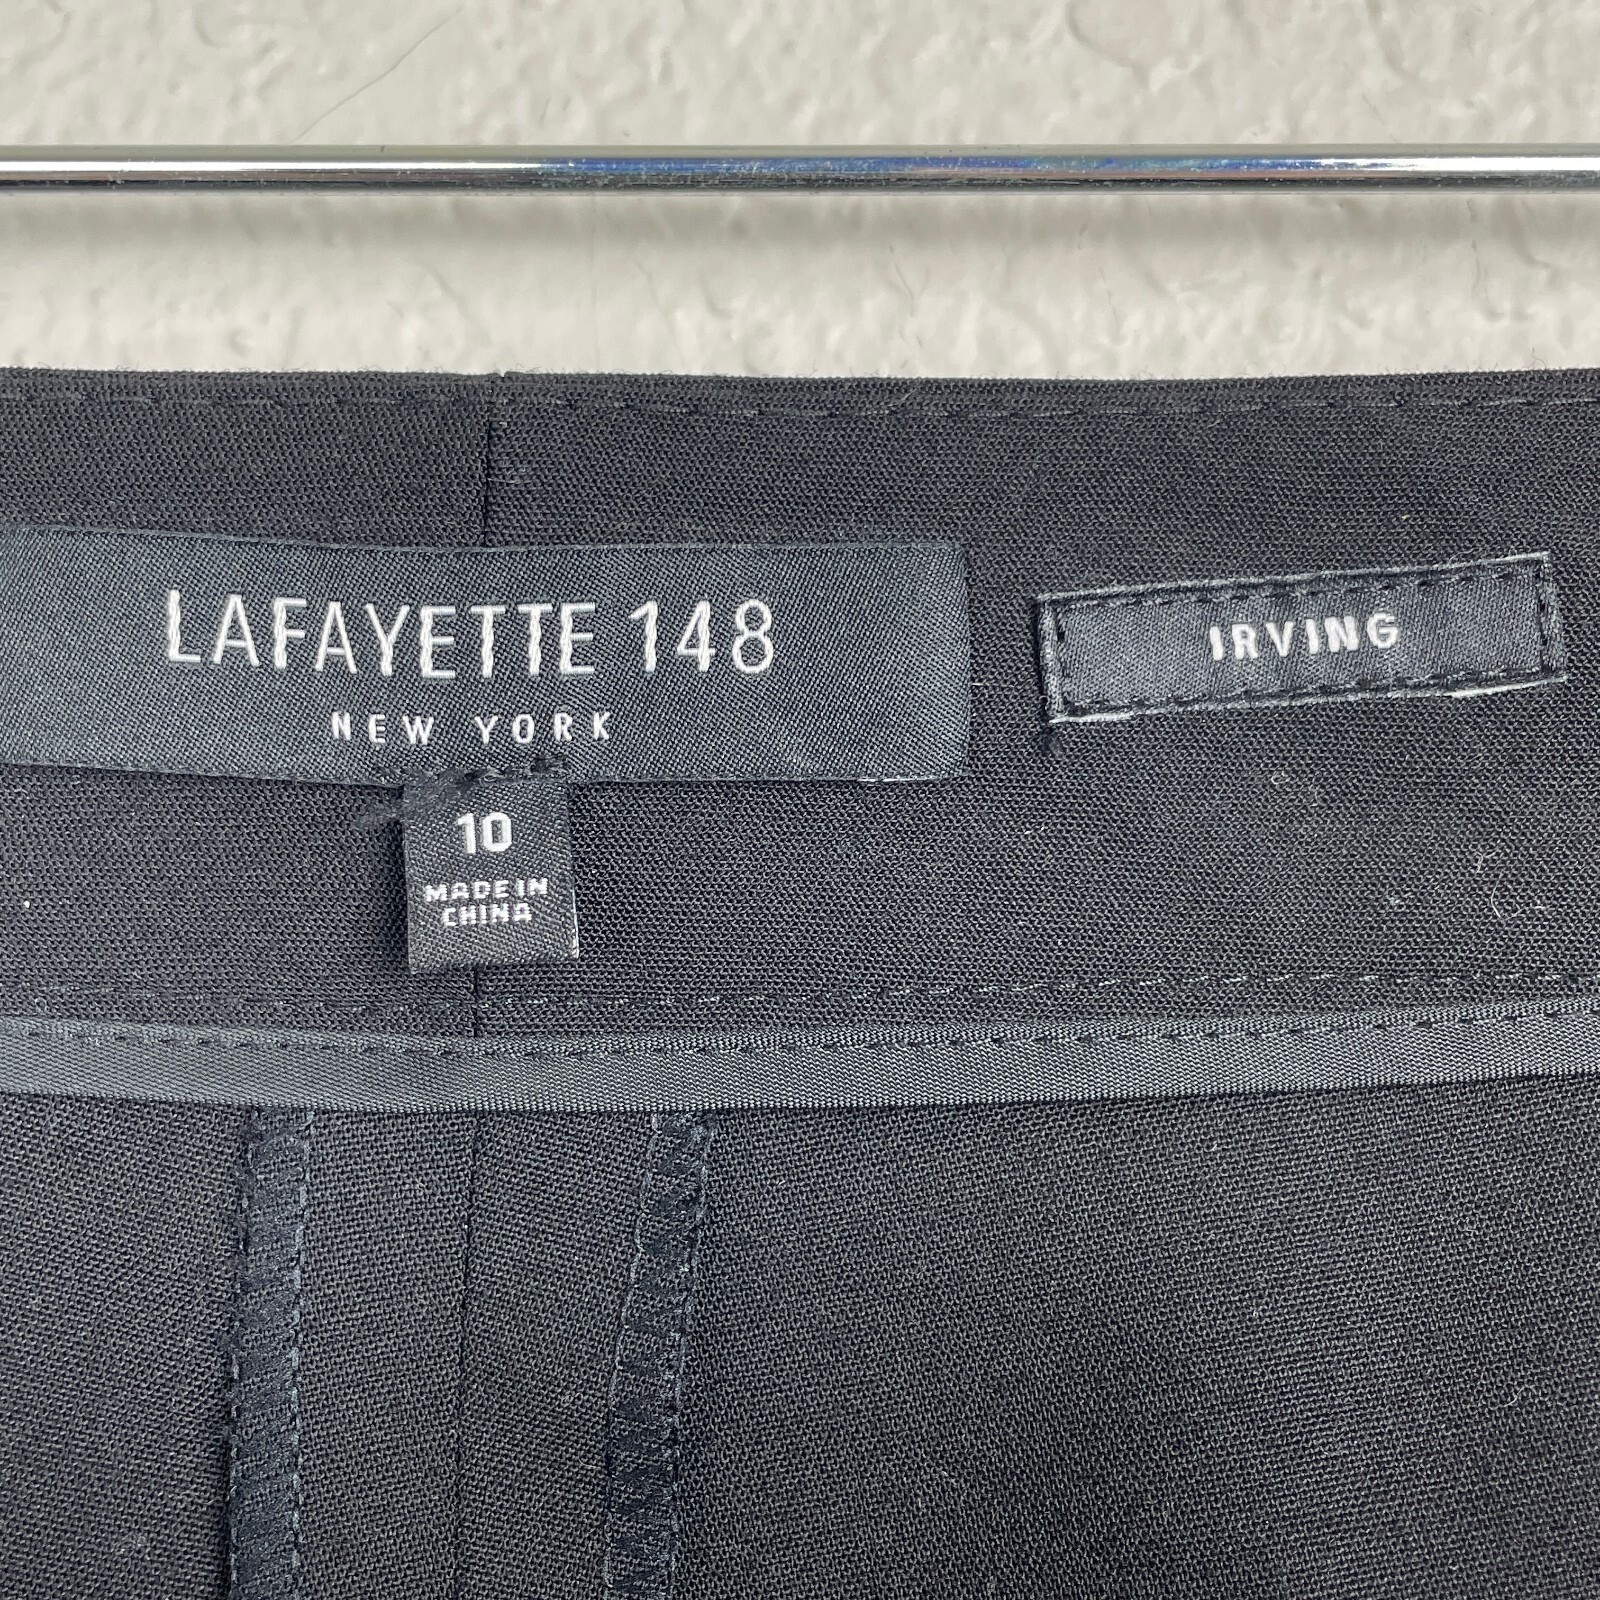 LAFAYETTE 148
NEW YORK
IRVING
10
MADE IN
CHINA